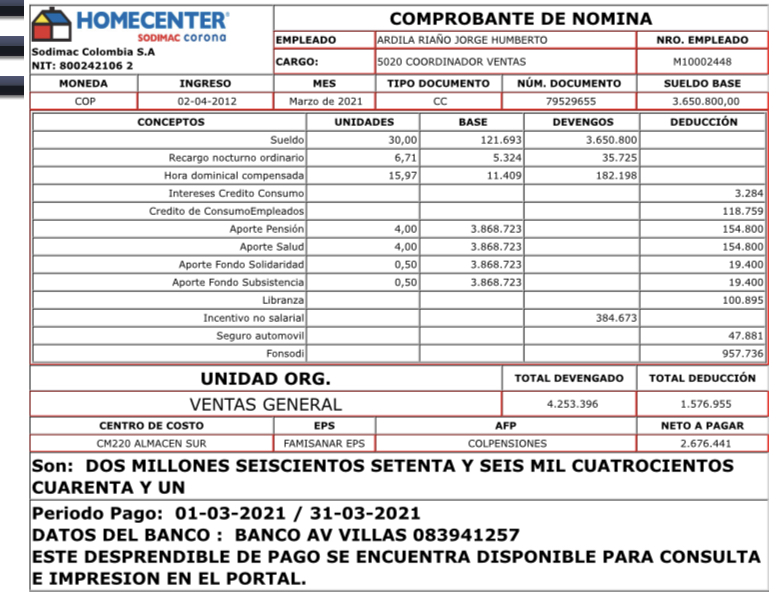 HOMECENTER
SODIMAC corona
Sodimac Colombia S.A
NIT: 800242106 2
COMPROBANTE DE NOMINA
EMPLEADO ARDILA RIAÑO JORGE HUMBERTO NRO. EMPLEADO
CARGO: 5020 COORDINADOR VENTAS M10002448
MONEDA INGRESO MES TIPO DOCUMENTO NÚM. DOCUMENTO SUELDO BASE
COP 02-04-2012 Marzo de 2021 CC 79529655 3.650.800,00
CONCEPTOS UNIDADES BASE DEVENGOS DEDUCCIÓN
Sueldo 30,00 121.693 3.650.800
Recargo nocturno ordinario 6,71 5.324 35.725
Hora dominical compensada 15,97 11.409 182.198
Intereses Credito Consumo 3.284
Credito de ConsumoEmpleados 118.759
Aporte Pensión 4,00 3.868.723 154.800
Aporte Salud 4,00 3.868.723 154.800
Aporte Fondo Solidaridad 0,50 3.868.723 19.400
Aporte Fondo Subsistencia 0,50 3.868.723 19.400
Libranza 100.895
Incentivo no salarial 384.673
Seguro automovil 47.881
Fonsodi 957.736
UNIDAD ORG. TOTAL DEVENGADO TOTAL DEDUCCIÓN
VENTAS GENERAL 4.253.396 1.576.955
CENTRO DE COSTO EPS AFP NETO A PAGAR
CM220 ALMACEN SUR FAMISANAR EPS COLPENSIONES 2.676.441
Son: DOS MILLONES SEISCIENTOS SETENTA Y SEIS MIL CUATROCIENTOS
CUARENTA Y UN
Periodo Pago: 01-03-2021 / 31-03-2021
DATOS DEL BANCO : BANCO AV VILLAS 083941257
ESTE DESPRENDIBLE DE PAGO SE ENCUENTRA DISPONIBLE PARA CONSULTA
E IMPRESION EN EL PORTAL.